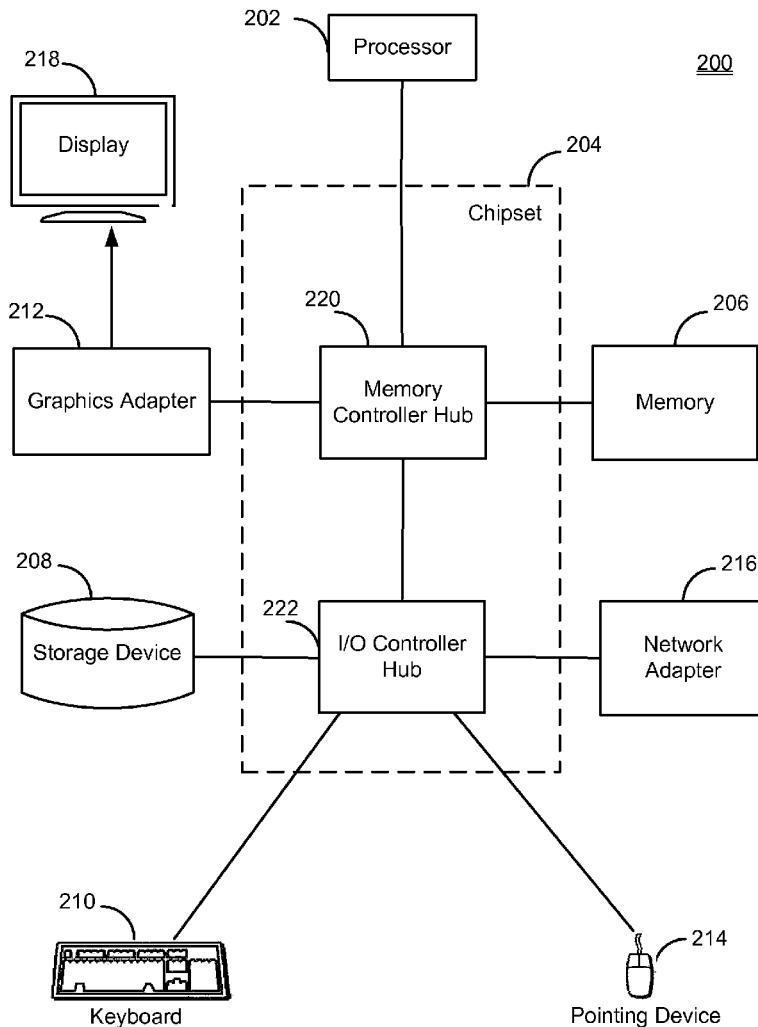 202
Processor
200
218
Display
204
Chipset
220
Memory
Controller Hub
212
Graphics Adapter
206
Memory
208
Storage Device
222
I/O Controller
Hub
216
Network
Adapter
210
Keyboard
214
Pointing Device